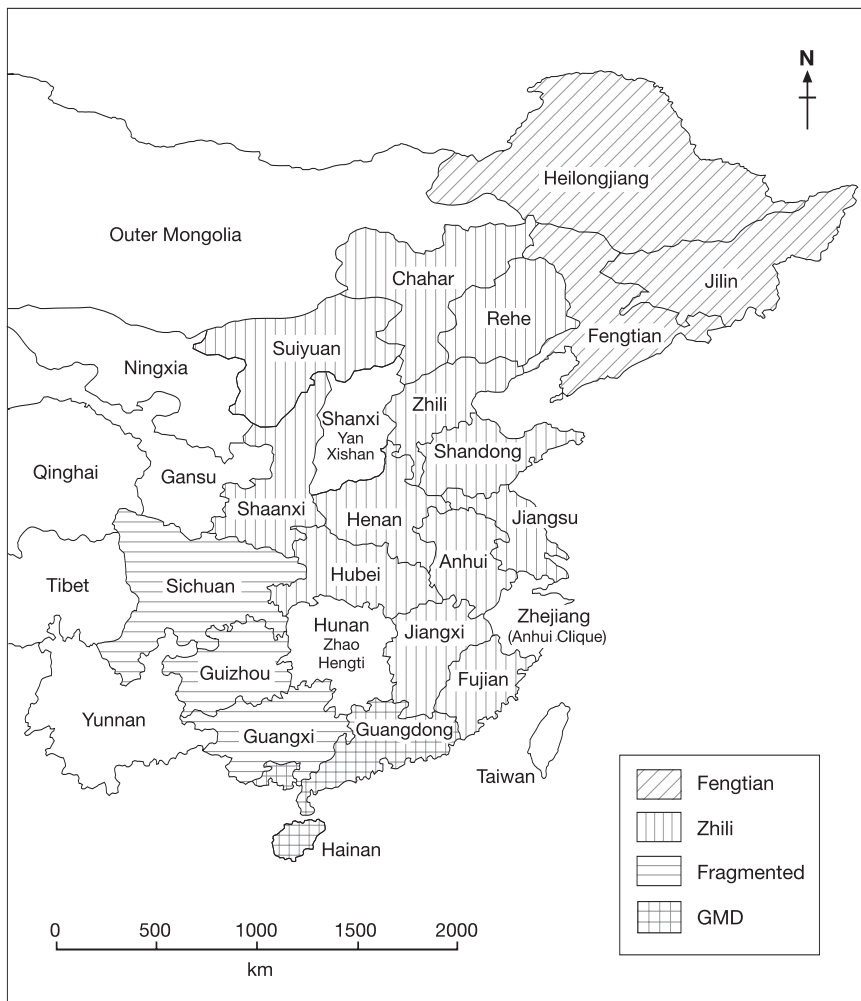 N
Heilongjiang
Outer Mongolia
Chahar
Jilin
Rehe
Fengtian
Suiyuan
Ningxia
Zhili
Shanxi
Yan
Xishan
Shandong
Qinghai
Gansu
Shaanxi
Henan
Jiangsu
Anhui
Hubei
Tibet
Sichuan
Zhejiang
(Anhui Clique)
Hunan
Zhao
Hengti
Jiangxi
Guizhou
Fujian
Yunnan
Guangxi
Guangdong
Taiwan
Hainan
Fengtian
Zhili
Fragmented
GMD
0 500 1000 1500 2000
km